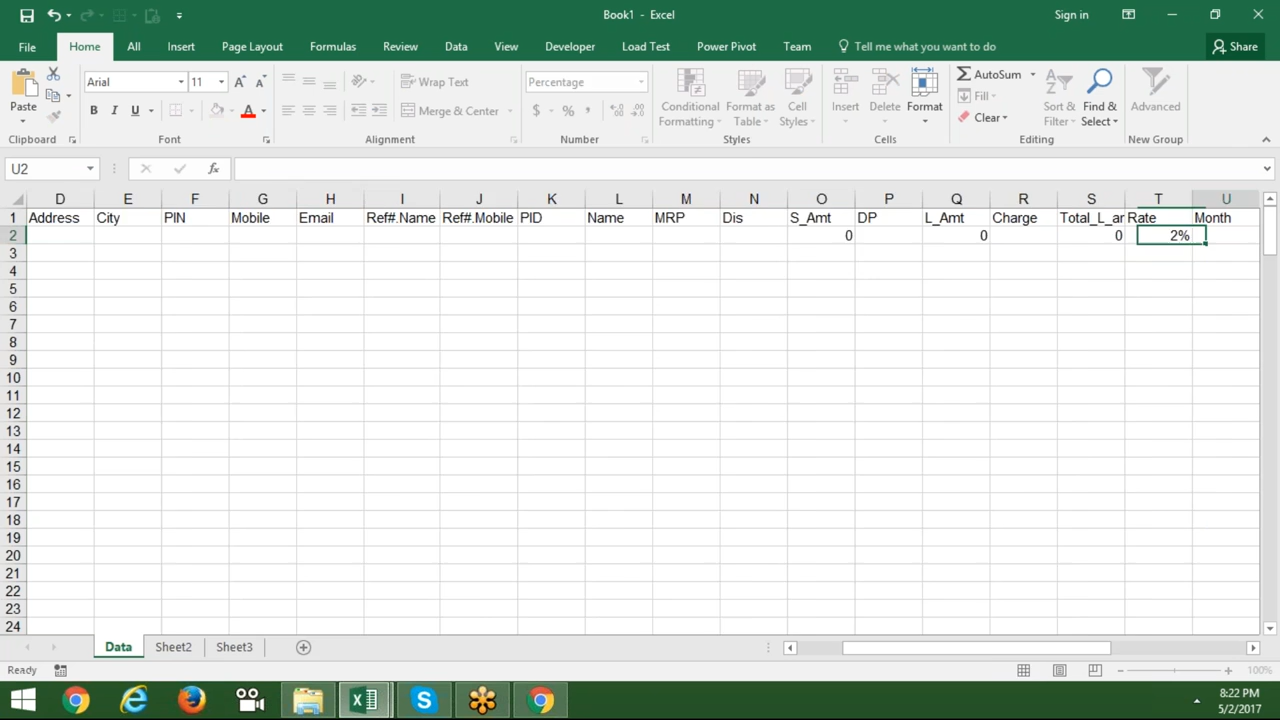 Book1 - Excel
Sign in
File
Home
All
Insert
Page Layout
Formulas
Review
Data
View
Developer
Load Test
Power Pivot
Team
Tell me what you want to do
Share
Paste
Arial
11
A
A
B I U
A
Wrap Text
Merge & Center
Percentage
$ % ,
Conditional
Formatting
Format as
Table
Cell
Styles
Insert
Delete
Format
AutoSum
Fill
Clear
Sort &
Filter
Find &
Select
Advanced
Clipboard
Font
Alignment
Number
Styles
Cells
Editing
New Group
U2
fx
D E F G H I J K L M N O P Q R S T U
1 Address City PIN Mobile Email Ref#.Name Ref#.Mobile PID Name MRP Dis S_Amt DP L_Amt Charge Total_L_ar Rate Month
2 0 0 0 2%
3
4
5
6
7
8
9
10
11
12
13
14
15
16
17
18
19
20
21
22
23
24
Data Sheet2 Sheet3
Ready
100%
8:22 PM
5/2/2017